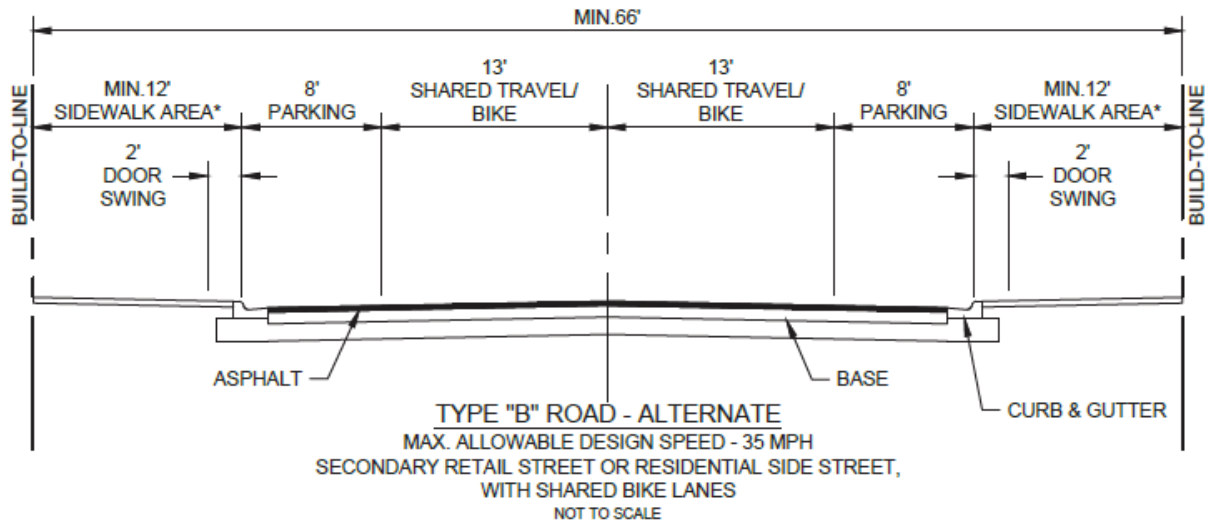 MIN.66'
BUILD-TO-LINE
MIN.12'
SIDEWALK AREA*
8'
PARKING
13'
SHARED TRAVEL/
BIKE
13'
SHARED TRAVEL/
BIKE
8'
PARKING
MIN.12'
SIDEWALK AREA*
BUILD-TO-LINE
2'
DOOR
SWING
2'
DOOR
SWING
ASPHALT
BASE
CURB & GUTTER
TYPE "B" ROAD - ALTERNATE
MAX. ALLOWABLE DESIGN SPEED - 35 MPH
SECONDARY RETAIL STREET OR RESIDENTIAL SIDE STREET,
WITH SHARED BIKE LANES
NOT TO SCALE